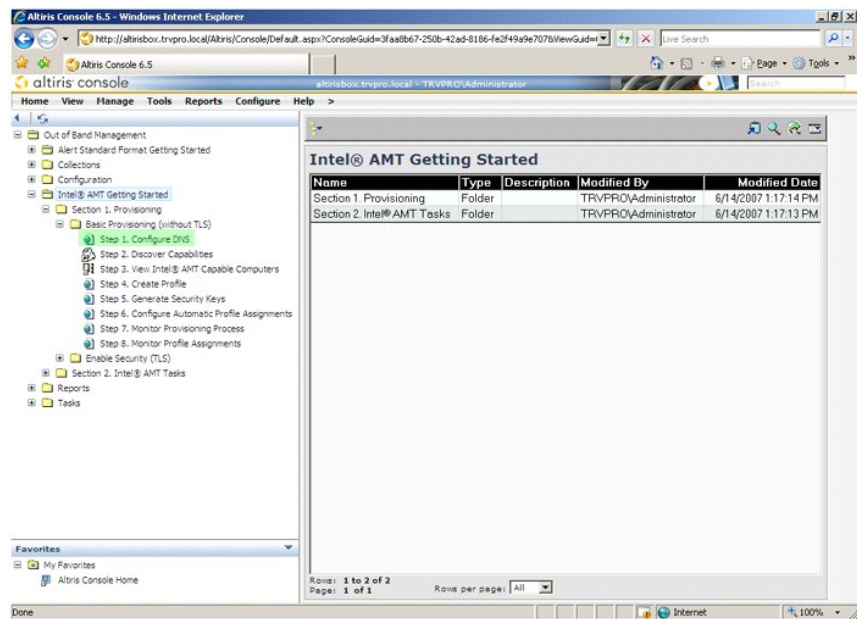 Altiris Console 6.5 - Windows Internet Explorer
http://altirisbox.trvpro.local/Altiris/Console/Default.aspx?ConsoleGuid=3faa8b67-250b-42ad-8186-fe2f49a9e707&ViewGuid=
Live Search
Altiris Console 6.5
Page
Tools
altiris console
altirisbox.trvpro.local - TRVPRO\Administrator
Search
Home View Manage Tools Reports Configure Help >
Out of Band Management
Alert Standard Format Getting Started
Collections
Configuration
Intel® AMT Getting Started
Section 1. Provisioning
Basic Provisioning (without TLS)
Step 1. Configure DNS
Step 2. Discover Capabilities
Step 3. View Intel® AMT Capable Computers
Step 4. Create Profile
Step 5. Generate Security Keys
Step 6. Configure Automatic Profile Assignments
Step 7. Monitor Provisioning Process
Step 8. Monitor Profile Assignments
Enable Security (TLS)
Section 2. Intel® AMT Tasks
Reports
Tasks
Favorites
My Favorites
Altiris Console Home
Intel® AMT Getting Started
Name Type Description Modified By Modified Date
Section 1. Provisioning Folder TRVPRO\Administrator 6/14/2007 1:17:14 PM
Section 2. Intel® AMT Tasks Folder TRVPRO\Administrator 6/14/2007 1:17:13 PM
Rows: 1 to 2 of 2
Page: 1 of 1
Rows per page: All
Done
Internet
100%